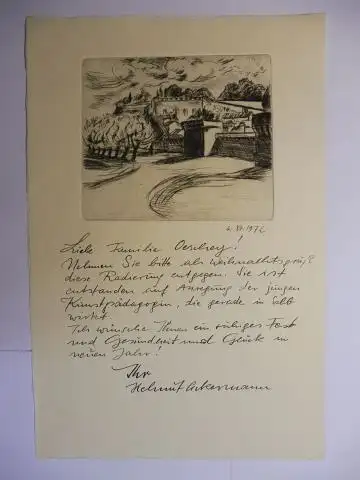 4. XII. 1972
Liebe Familie Oeschey!
Nehmen Sie bitte als Weihnachtsgruß
diese Radierung entgegen. Sie ist
entstanden auf Anregung der jungen
Kunstpädagogin, die gerade in Selb
wirkt.
Ich wünsche Ihnen ein ruhiges Fest
und Gesundheit und Glück im
neuen Jahr!
Ihr
Helmut Ackermann